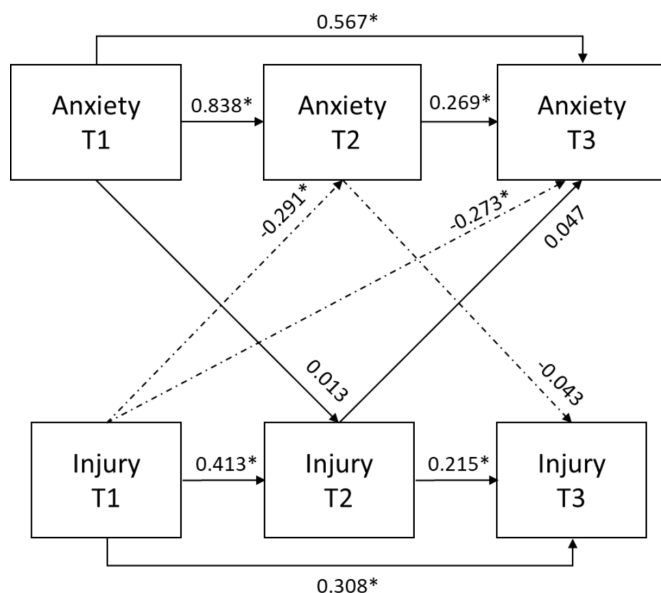 0.567*
Anxiety
T1
0.838*
Anxiety
T2
0.269*
Anxiety
T3
-0.291*
-0.273*
0.047
0.013
-0.043
Injury
T1
0.413*
Injury
T2
0.215*
Injury
T3
0.308*